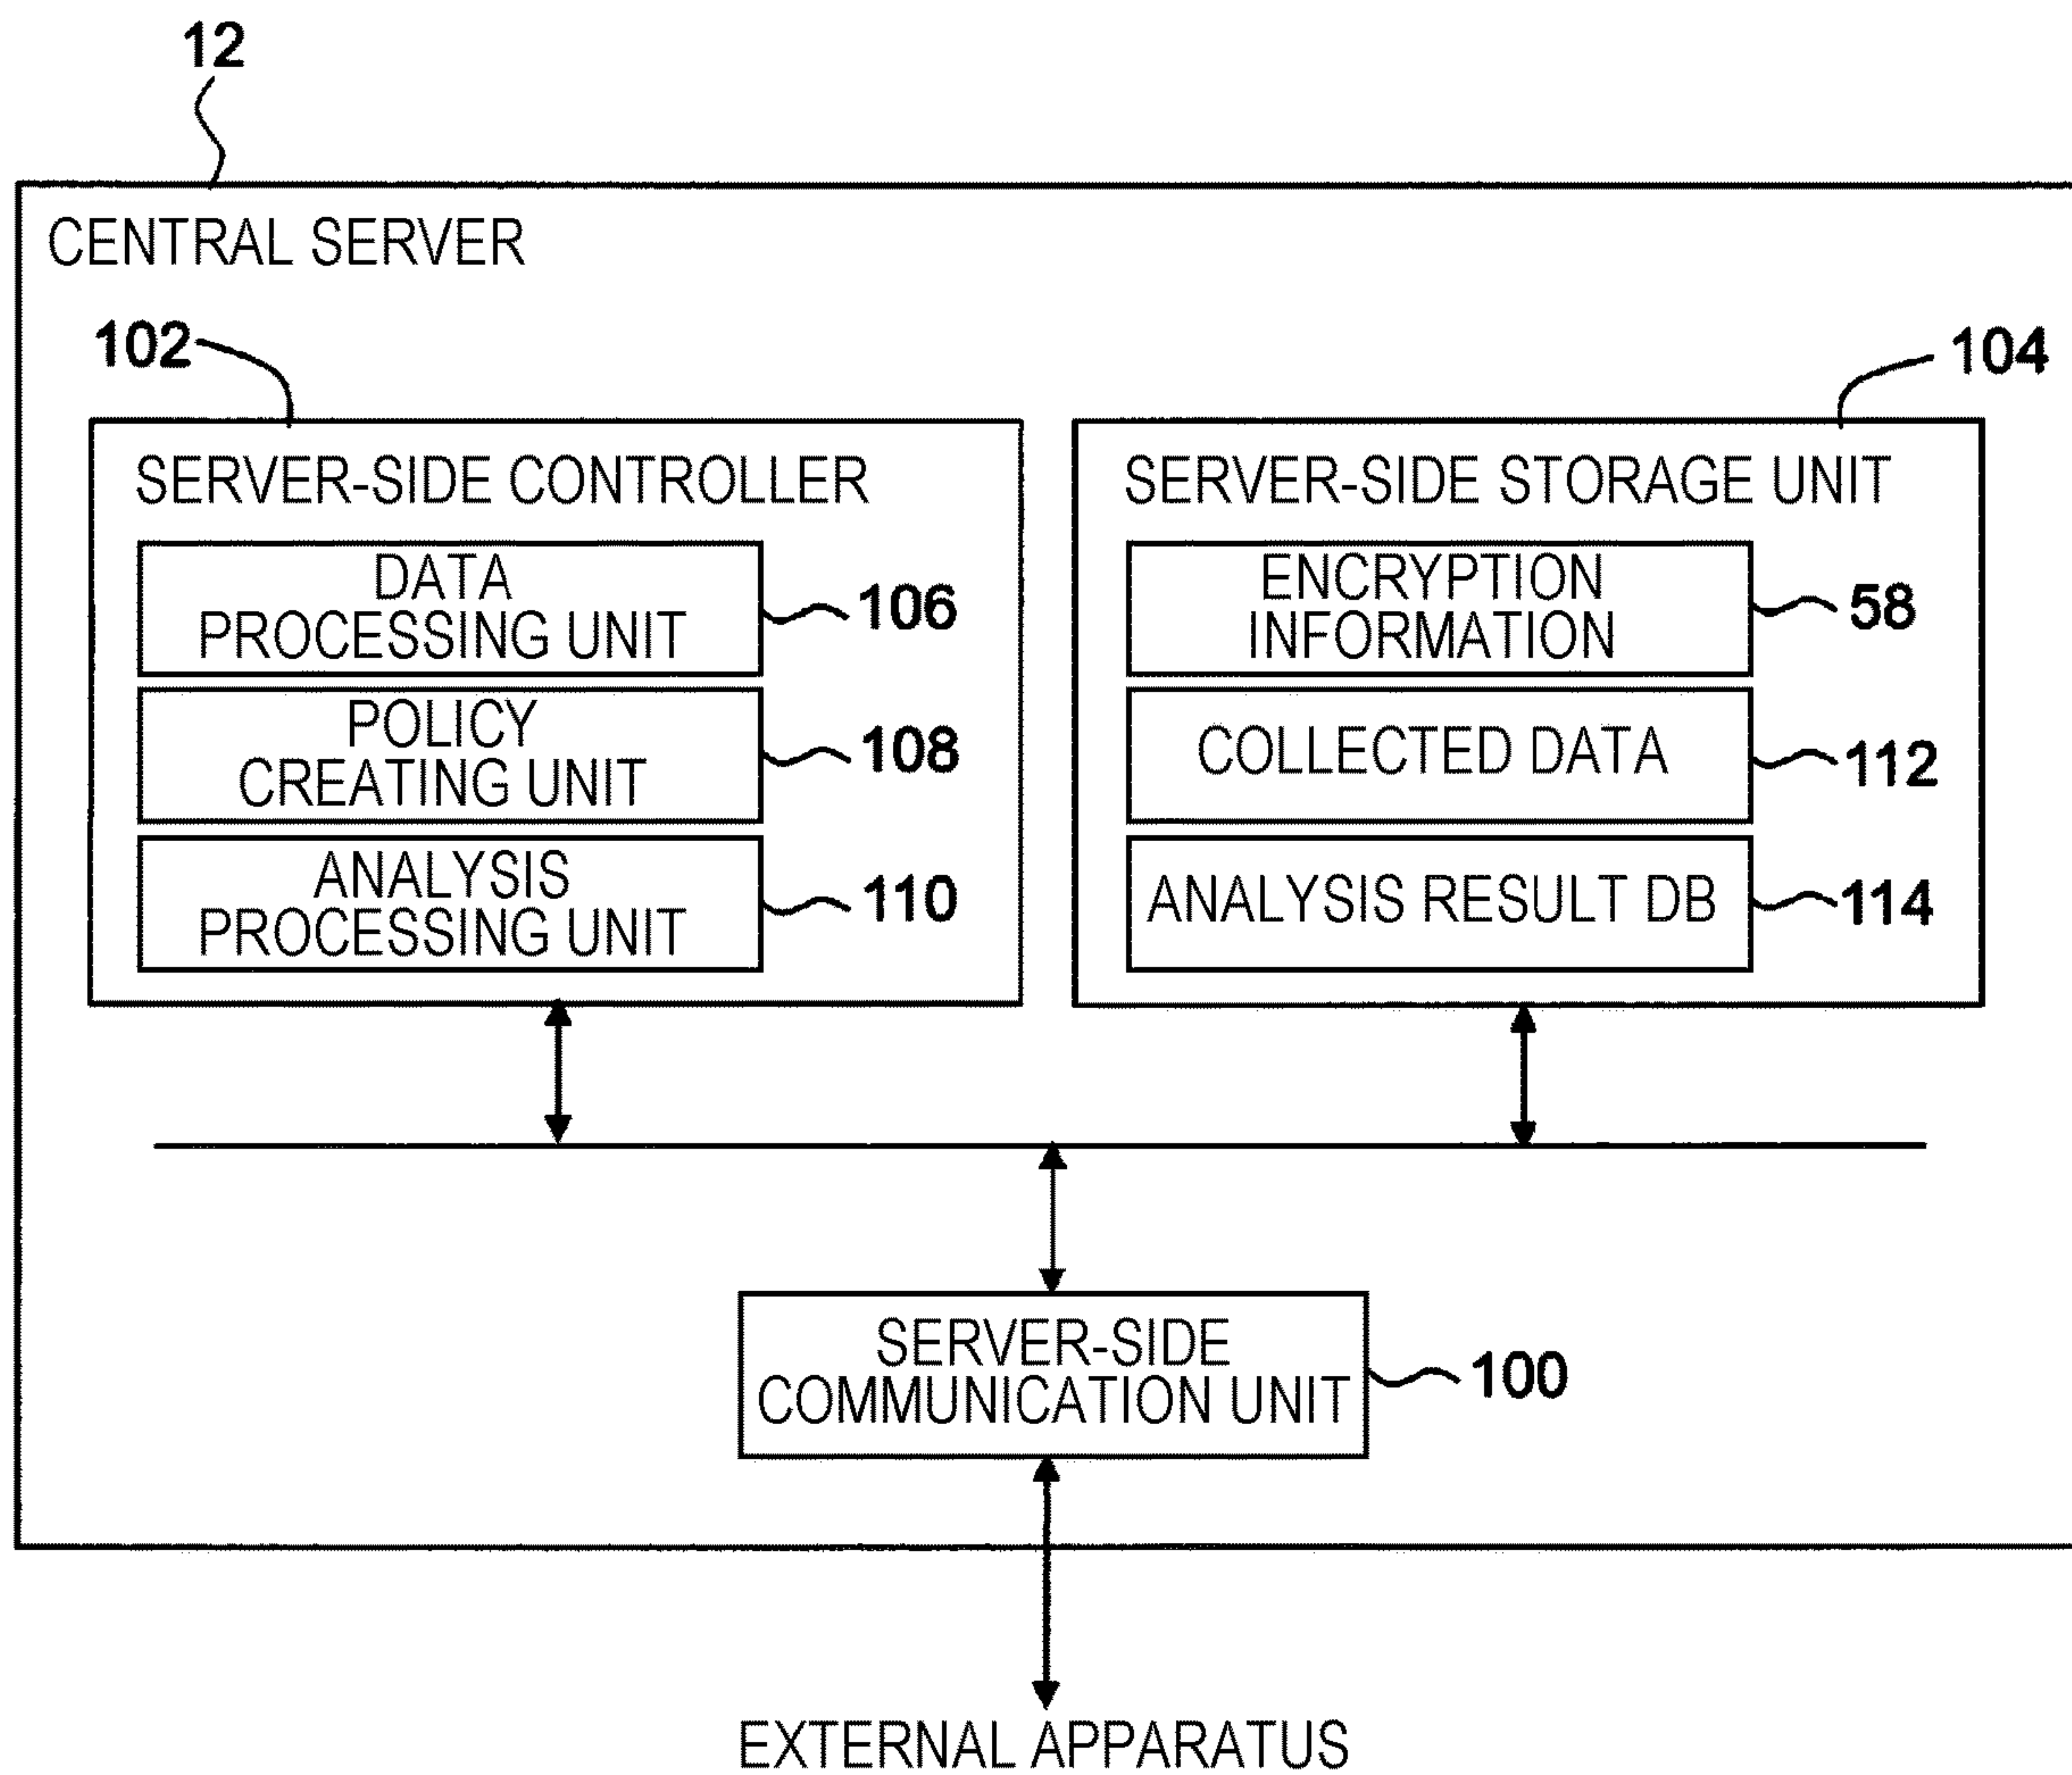 12
CENTRAL SERVER
102
104
SERVER-SIDE CONTROLLER
SERVER-SIDE STORAGE UNIT
DATA
PROCESSING UNIT
106
ENCRYPTION
INFORMATION
58
POLICY
CREATING UNIT
108
COLLECTED DATA
112
ANALYSIS
PROCESSING UNIT
110
ANALYSIS RESULT DB
114
SERVER-SIDE
COMMUNICATION UNIT
100
EXTERNAL APPARATUS